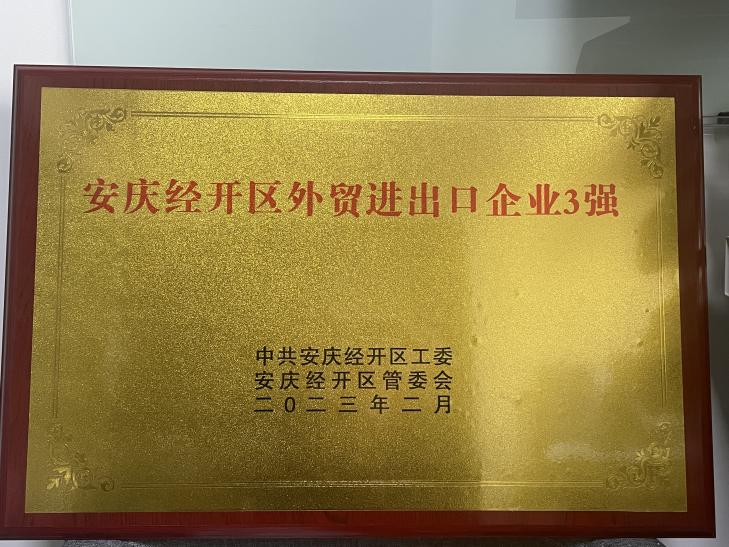 安庆经开区外贸进出口企业3强
中共安庆经开区工委
安庆经开区管委会
二〇二三年二月